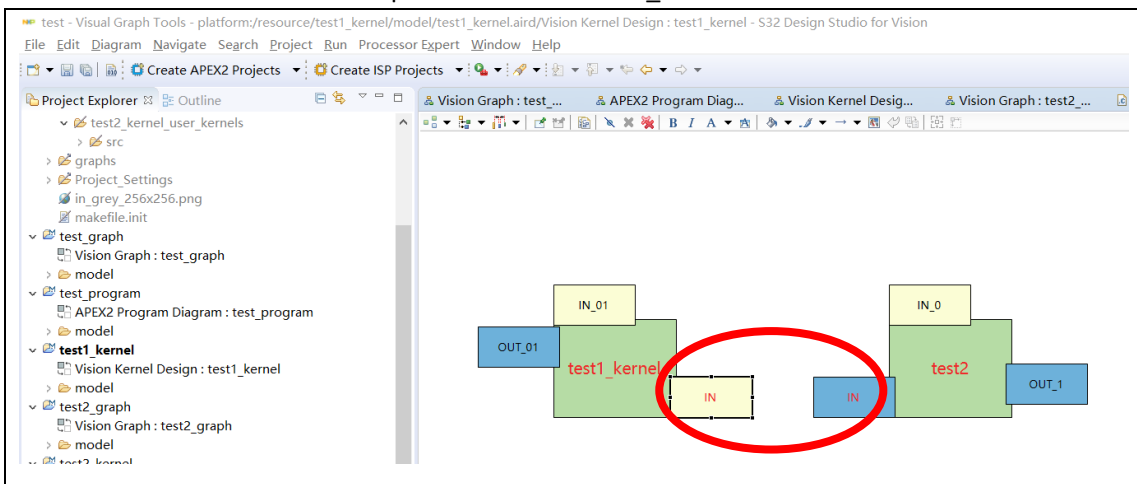 test - Visual Graph Tools - platform:/resource/test1_kernel/model/test1_kernel.aird/Vision Kernel Design : test1_kernel - S32 Design Studio for Vision
File Edit Diagram Navigate Search Project Run Processor Expert Window Help
Create APEX2 Projects Create ISP Projects
Project Explorer Outline
Vision Graph : test_... APEX2 Program Diag... Vision Kernel Desig... Vision Graph : test2_...
B I A
test2_kernel_user_kernels
src
graphs
Project_Settings
in_grey_256x256.png
makefile.init
test_graph
Vision Graph : test_graph
model
test_program
APEX2 Program Diagram : test_program
model
test1_kernel
Vision Kernel Design : test1_kernel
model
test2_graph
Vision Graph : test2_graph
model
test2_kernel
IN_01
OUT_01
test1_kernel
IN
IN_0
test2
IN
OUT_1